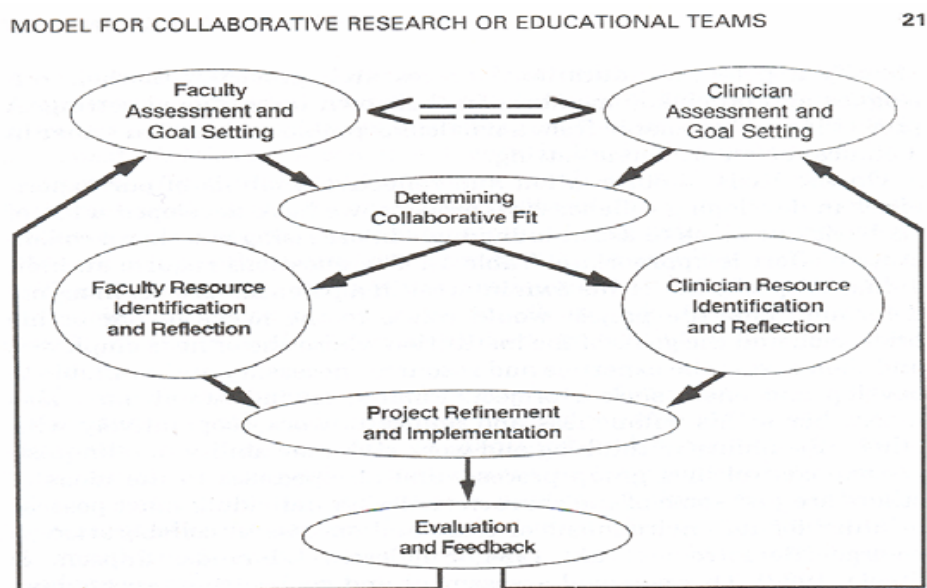 MODEL FOR COLLABORATIVE RESEARCH OR EDUCATIONAL TEAMS 21
Faculty
Assessment and
Goal Setting
Clinician
Assessment and
Goal Setting
Determining
Collaborative Fit
Faculty Resource
Identification
and Reflection
Clinician Resource
Identification
and Reflection
Project Refinement
and Implementation
Evaluation
and Feedback